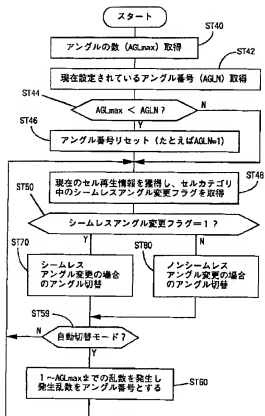 スタート
ST40
アングルの数 (AGLmax) 取得
ST42
現在設定されているアングル番号 (AGLN) 取得
ST44
AGLmax < AGLN ?
N
Y
ST46
アングル番号リセット (たとえばAGLN=1)
ST48
現在のセル再生情報を獲得し、セルカテゴリ
中のシームレスアングル変更フラグを取得
ST50
シームレスアングル変更フラグ=1 ?
ST70
Y
N
ST80
シームレス
アングル変更の場合
のアングル切替
ノンシームレス
アングル変更の場合
のアングル切替
ST59
N
自動切替モード?
Y
ST60
1~AGLmaxまでの乱数を発生し
発生乱数をアングル番号とする